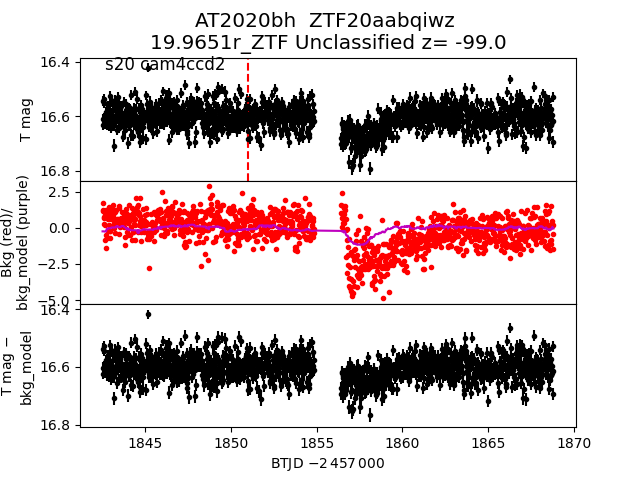 AT2020bh  ZTF20aabqiwz
19.9651r_ZTF Unclassified z= -99.0
s20 cam4ccd2
16.4
16.6
16.8
T mag
2.5
0.0
−2.5
−5.0
Bkg (red)/
bkg_model (purple)
16.4
16.6
16.8
T mag −
bkg_model
1845 1850 1855 1860 1865 1870
BTJD −2 457 000